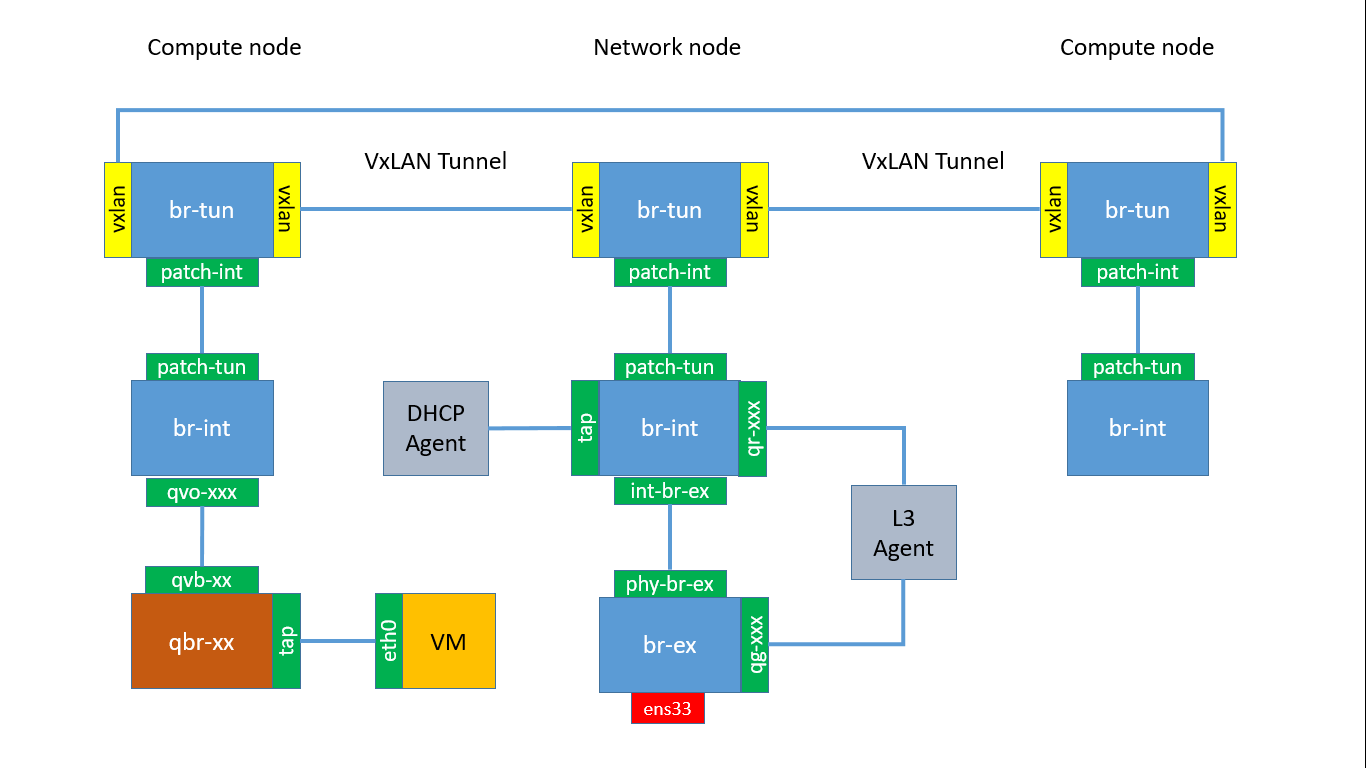 Compute node
Network node
Compute node
VxLAN Tunnel
VxLAN Tunnel
vxlan
br-tun
vxlan
vxlan
br-tun
vxlan
vxlan
br-tun
vxlan
patch-int
patch-int
patch-int
patch-tun
patch-tun
patch-tun
br-int
DHCP
Agent
tap
br-int
qr-xxx
br-int
qvo-xxx
int-br-ex
L3
Agent
qvb-xx
phy-br-ex
qbr-xx
tap
eth0
VM
br-ex
qg-xxx
ens33